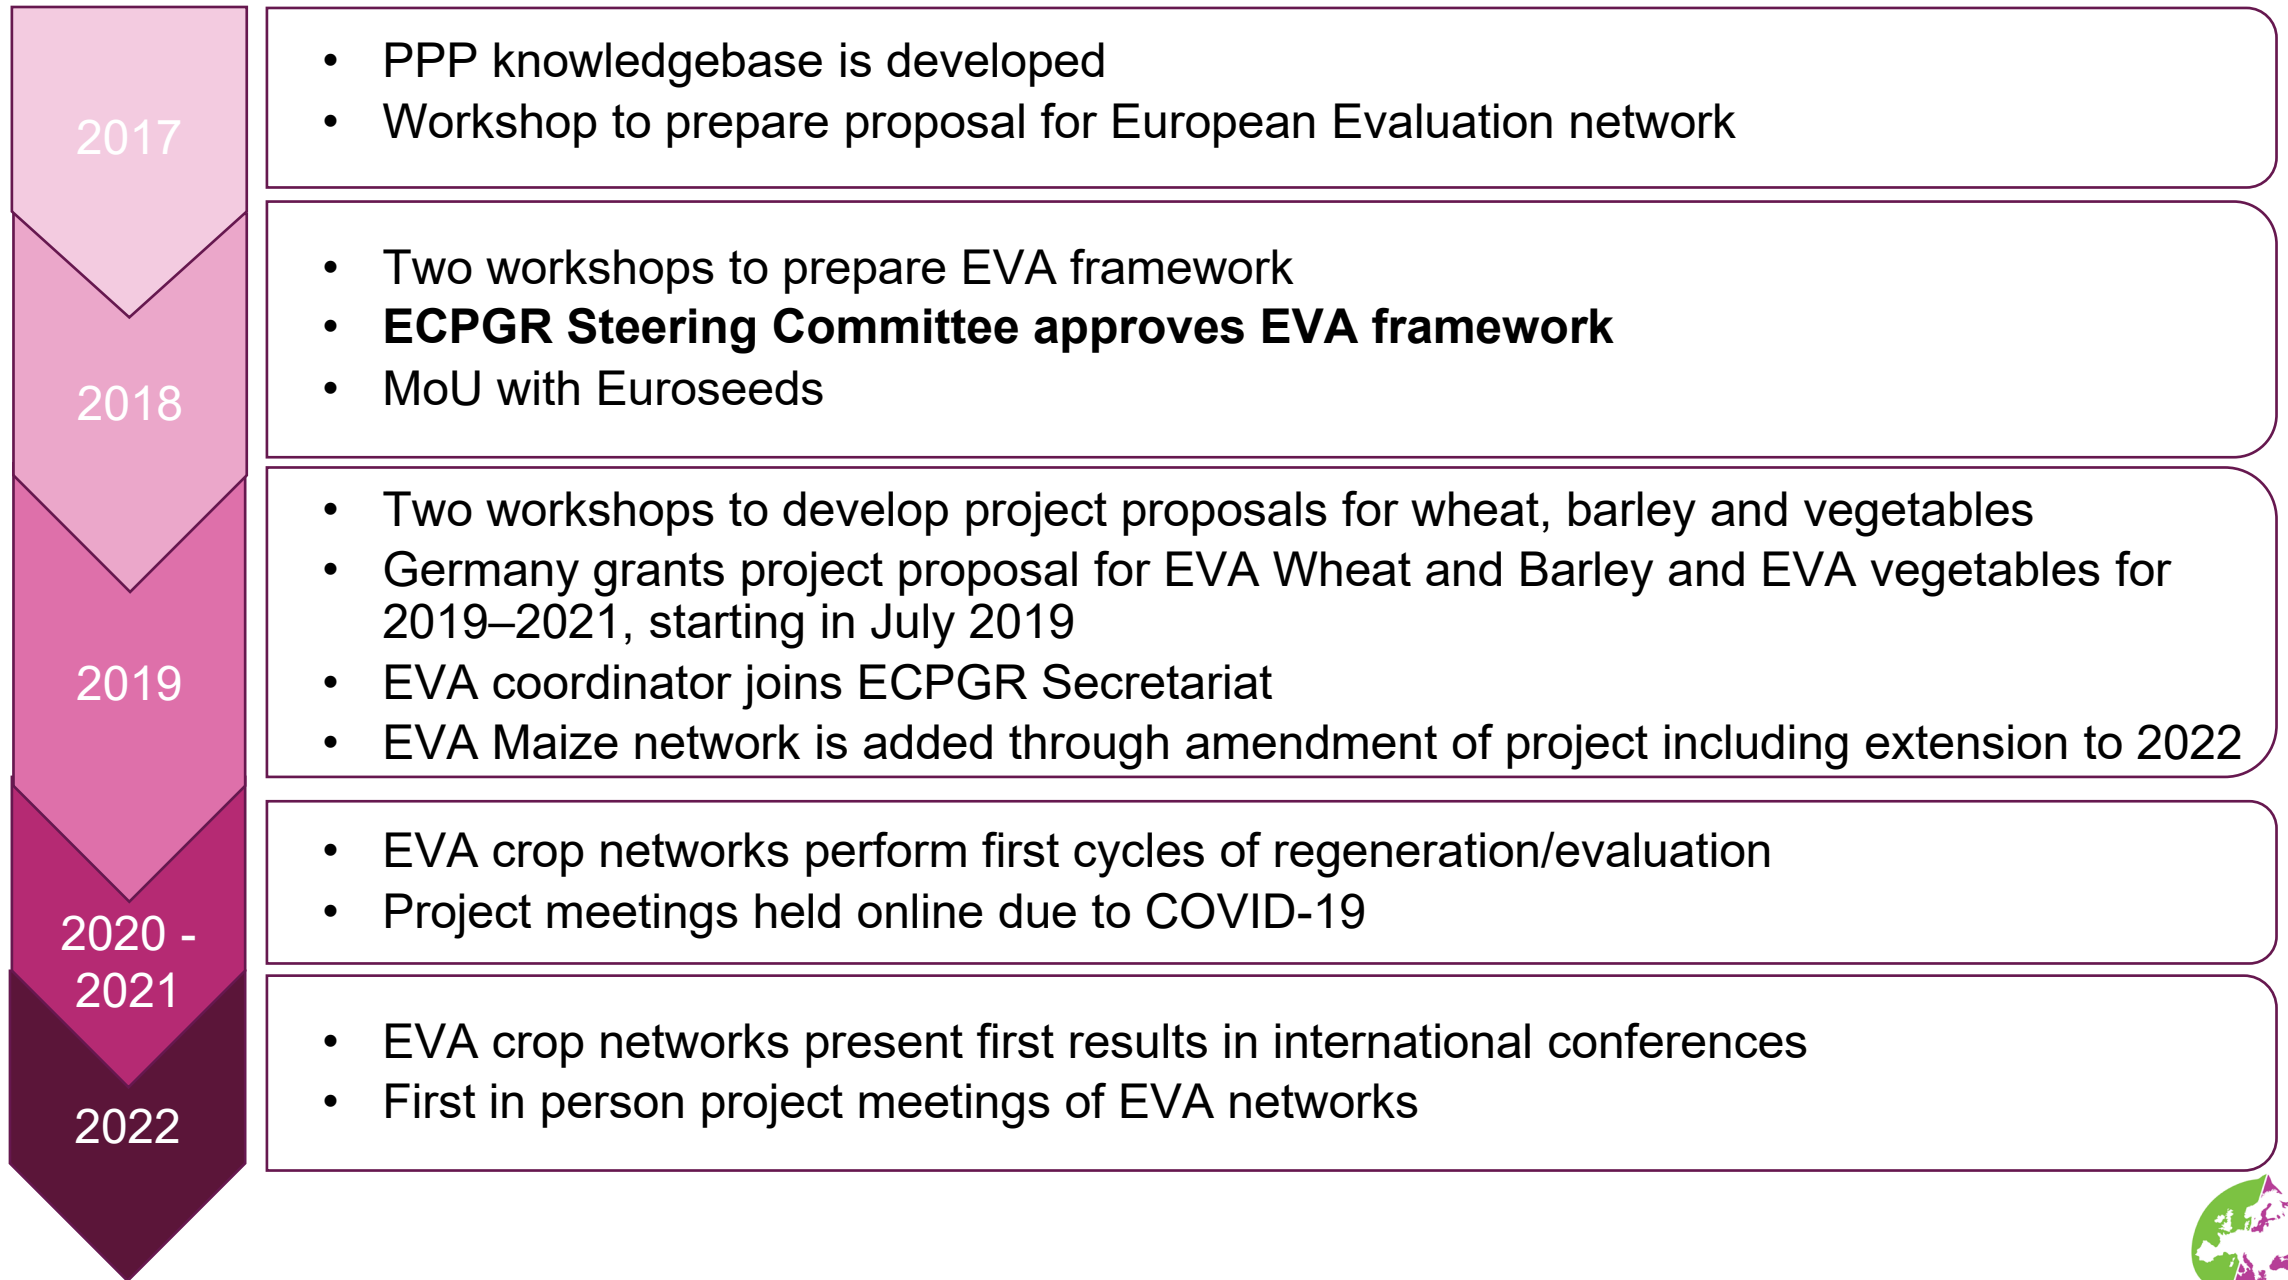 2017
• PPP knowledgebase is developed
• Workshop to prepare proposal for European Evaluation network
2018
• Two workshops to prepare EVA framework
• ECPGR Steering Committee approves EVA framework
• MoU with Euroseeds
2019
• Two workshops to develop project proposals for wheat, barley and vegetables
• Germany grants project proposal for EVA Wheat and Barley and EVA vegetables for
2019–2021, starting in July 2019
• EVA coordinator joins ECPGR Secretariat
• EVA Maize network is added through amendment of project including extension to 2022
2020 -
2021
• EVA crop networks perform first cycles of regeneration/evaluation
• Project meetings held online due to COVID-19
2022
• EVA crop networks present first results in international conferences
• First in person project meetings of EVA networks